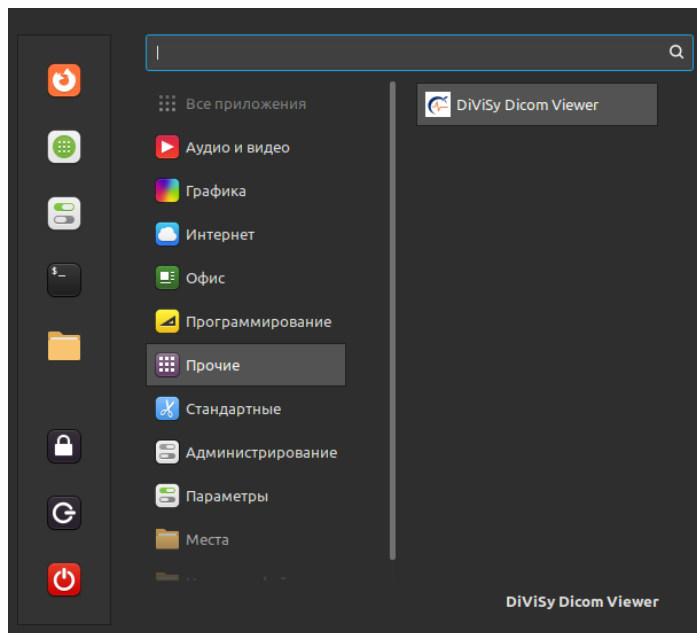 Все приложения
Аудио и видео
Графика
Интернет
Офис
Программирование
Прочие
Стандартные
Администрирование
Параметры
Места
DiViSy Dicom Viewer
DiViSy Dicom Viewer
$_